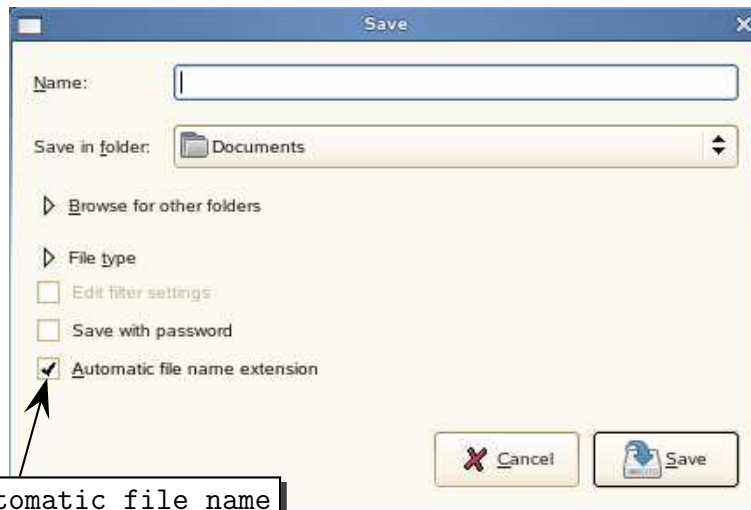 Save
Name:
Save in folder: Documents
Browse for other folders
File type
Edit filter settings
Save with password
Automatic file name extension
Cancel Save
file name